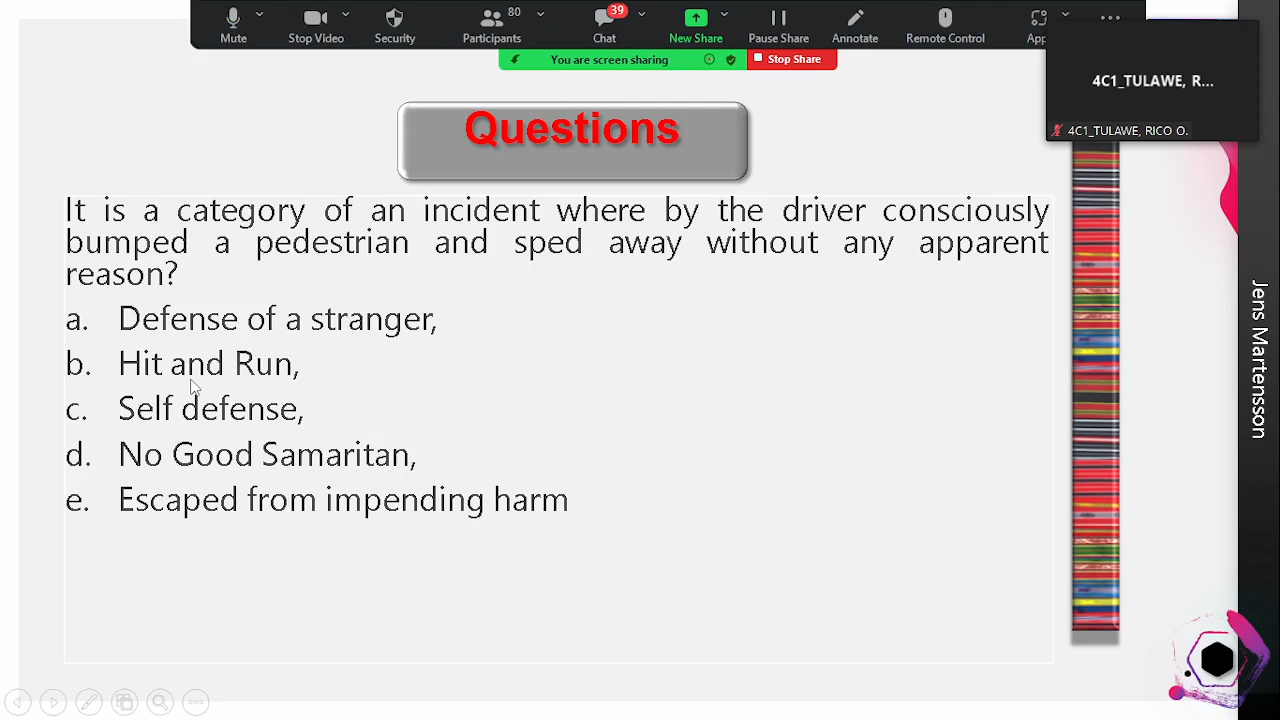 Mute
Stop Video
Security
80
Participants
39
Chat
New Share
Pause Share
Annotate
Remote Control
App
You are screen sharing
Stop Share
4C1_TULAWE, R...
4C1_TULAWE, RICO O.
Questions
It is a category of an incident where by the driver consciously
bumped a pedestrian and sped away without any apparent
reason?
a. Defense of a stranger,
b. Hit and Run,
c. Self defense,
d. No Good Samaritan,
e. Escaped from impending harm
Jens Martensson